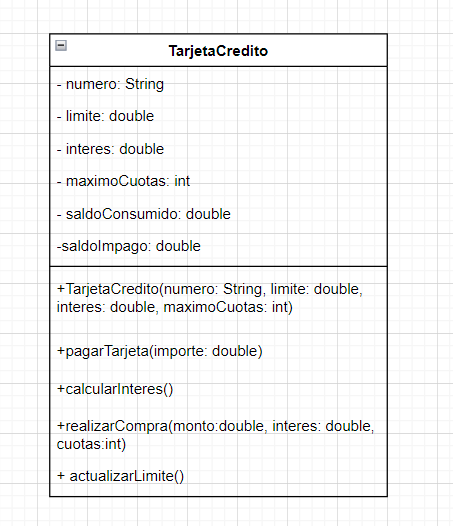 TarjetaCredito
- numero: String
- limite: double
- interes: double
- maximoCuotas: int
- saldoConsumido: double
-saldoImpago: double
+TarjetaCredito(numero: String, limite: double,
interes: double, maximoCuotas: int)
+pagarTarjeta(importe: double)
+calcularInteres()
+realizarCompra(monto:double, interes: double,
cuotas:int)
+ actualizarLimite()